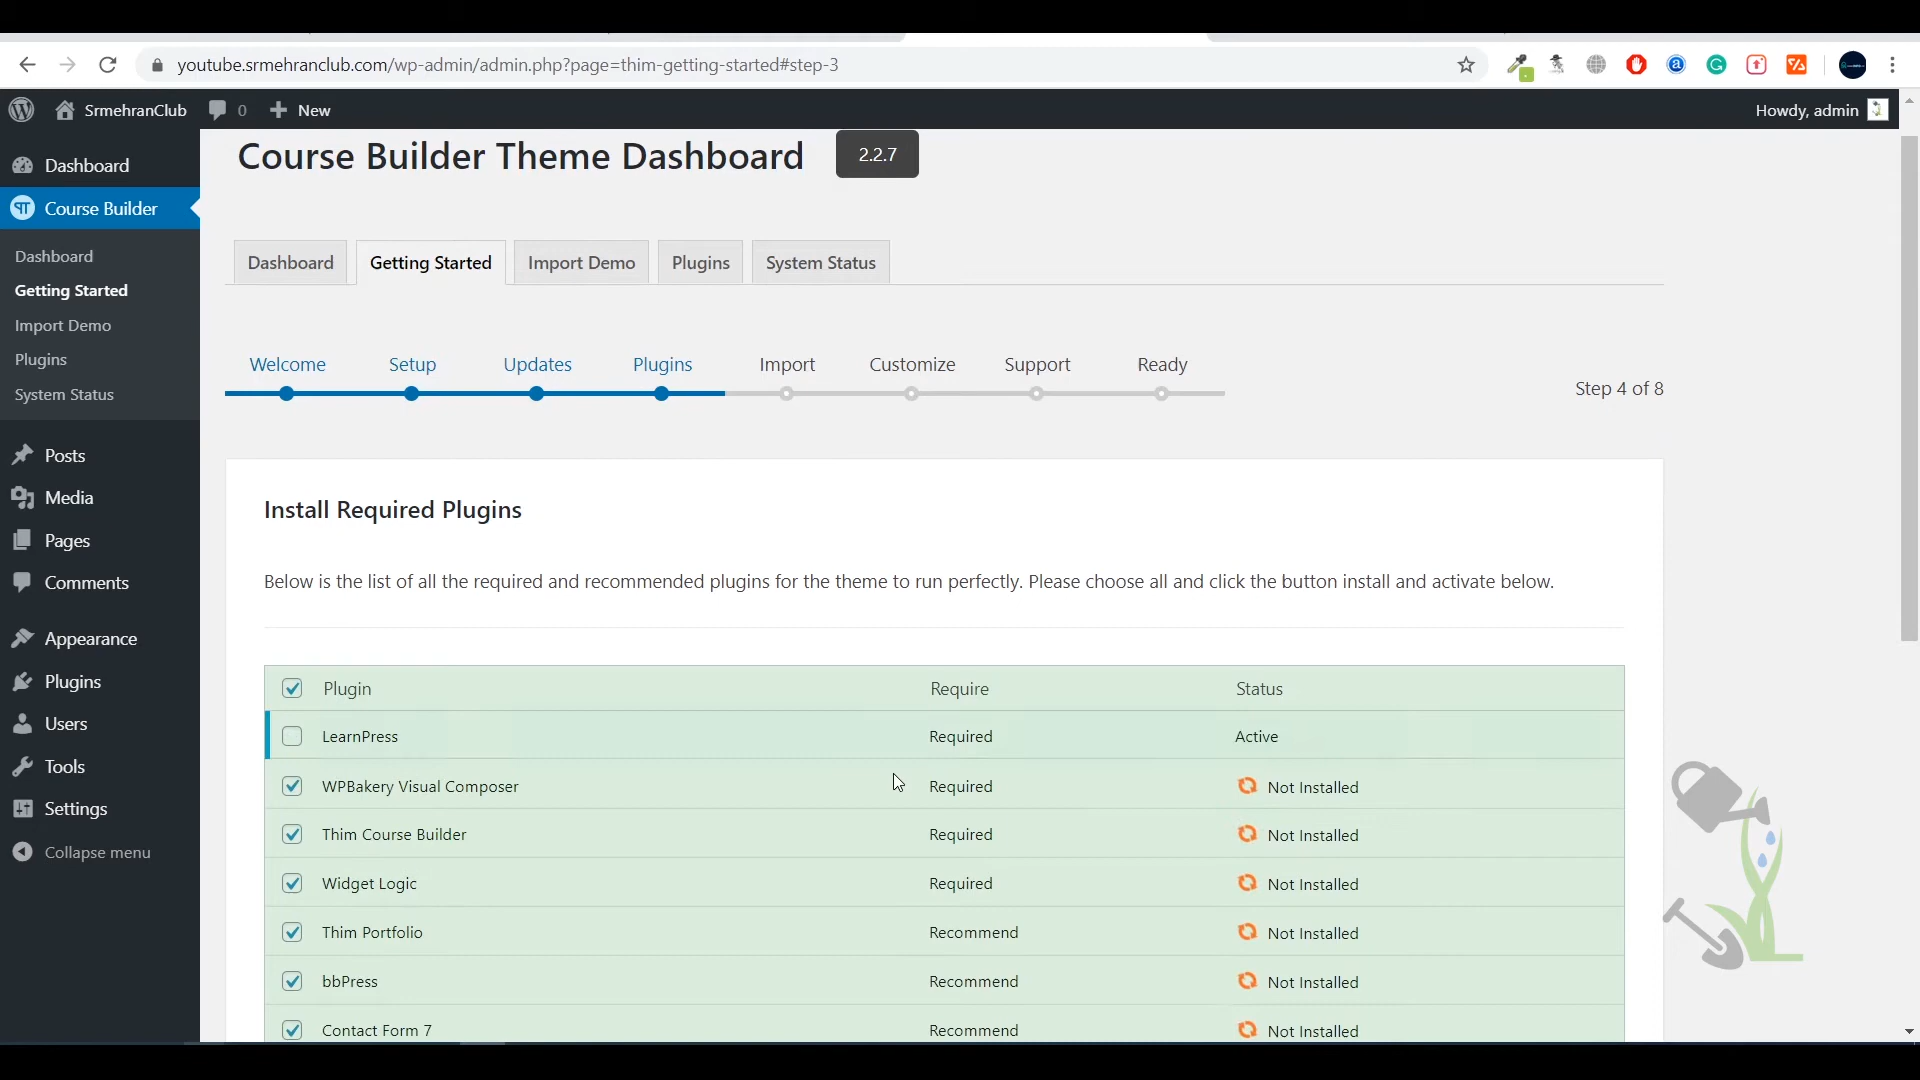 youtube.srmehranclub.com/wp-admin/admin.php?page=thim-getting-started#step-3
SrmehranClub 0 New Howdy, admin
Dashboard
Course Builder
Dashboard
Getting Started
Import Demo
Plugins
System Status
Posts
Media
Pages
Comments
Appearance
Plugins
Users
Tools
Settings
Collapse menu
Course Builder Theme Dashboard 2.2.7
Dashboard Getting Started Import Demo Plugins System Status
Welcome Setup Updates Plugins Import Customize Support Ready
Step 4 of 8
Install Required Plugins
Below is the list of all the required and recommended plugins for the theme to run perfectly. Please choose all and click the button install and activate below.
Plugin Require Status
LearnPress Required Active
WPBakery Visual Composer Required Not Installed
Thim Course Builder Required Not Installed
Widget Logic Required Not Installed
Thim Portfolio Recommend Not Installed
bbPress Recommend Not Installed
Contact Form 7 Recommend Not Installed